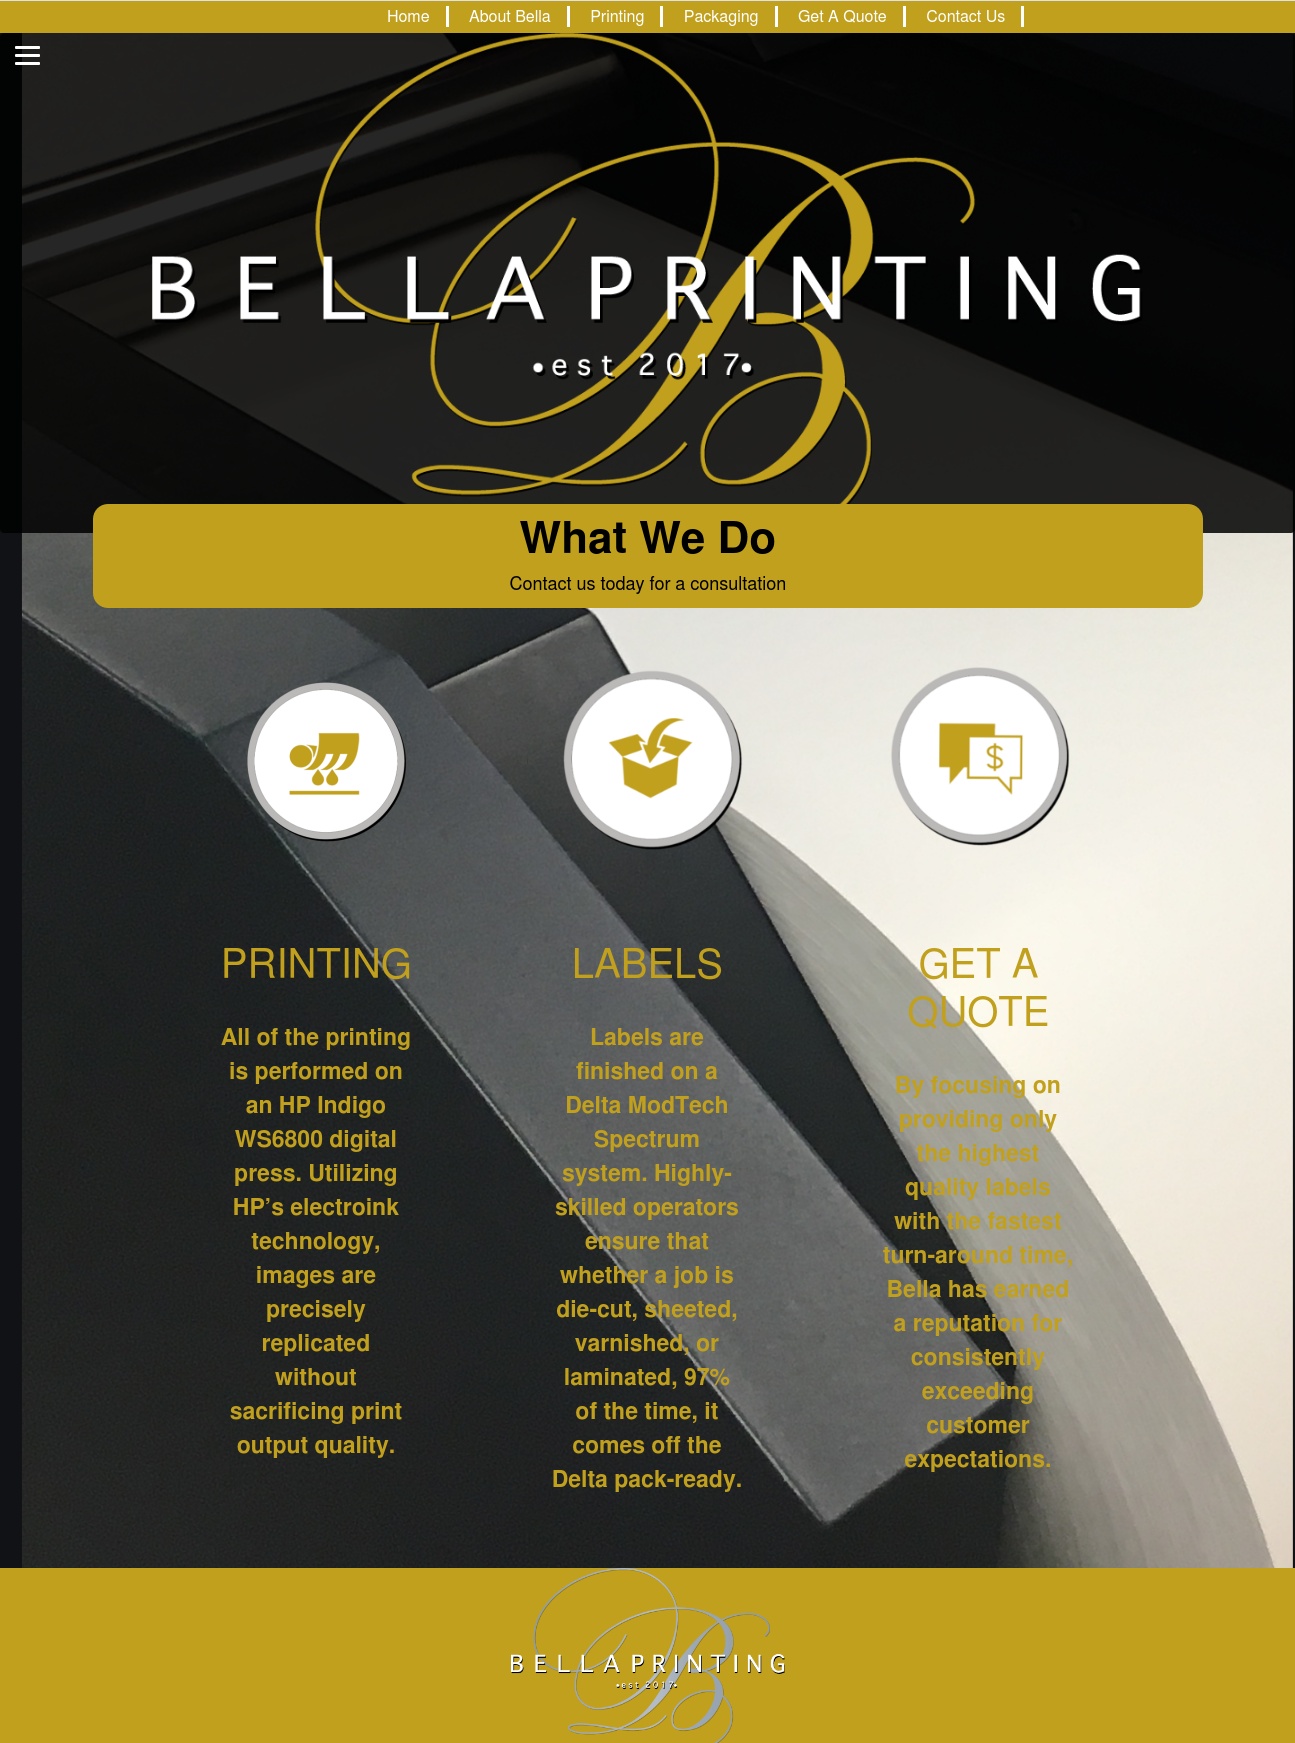 Home About Bella Printing Packaging Get A Quote Contact Us
B
BELLA PRINTING
•est 2017•
What We Do
Contact us today for a consultation
$
PRINTING
All of the printing
is performed on
an HP Indigo
WS6800 digital
press. Utilizing
HP’s electroink
technology,
images are
precisely
replicated
without
sacrificing print
output quality.
LABELS
Labels are
finished on a
Delta ModTech
Spectrum
system. Highly-
skilled operators
ensure that
whether a job is
die-cut, sheeted,
varnished, or
laminated, 97%
of the time, it
comes off the
Delta pack-ready.
GET A
QUOTE
By focusing on
providing only
the highest
quality labels
with the fastest
turn-around time,
Bella has earned
a reputation for
consistently
exceeding
customer
expectations.
B
BELLA PRINTING
•est 2017•